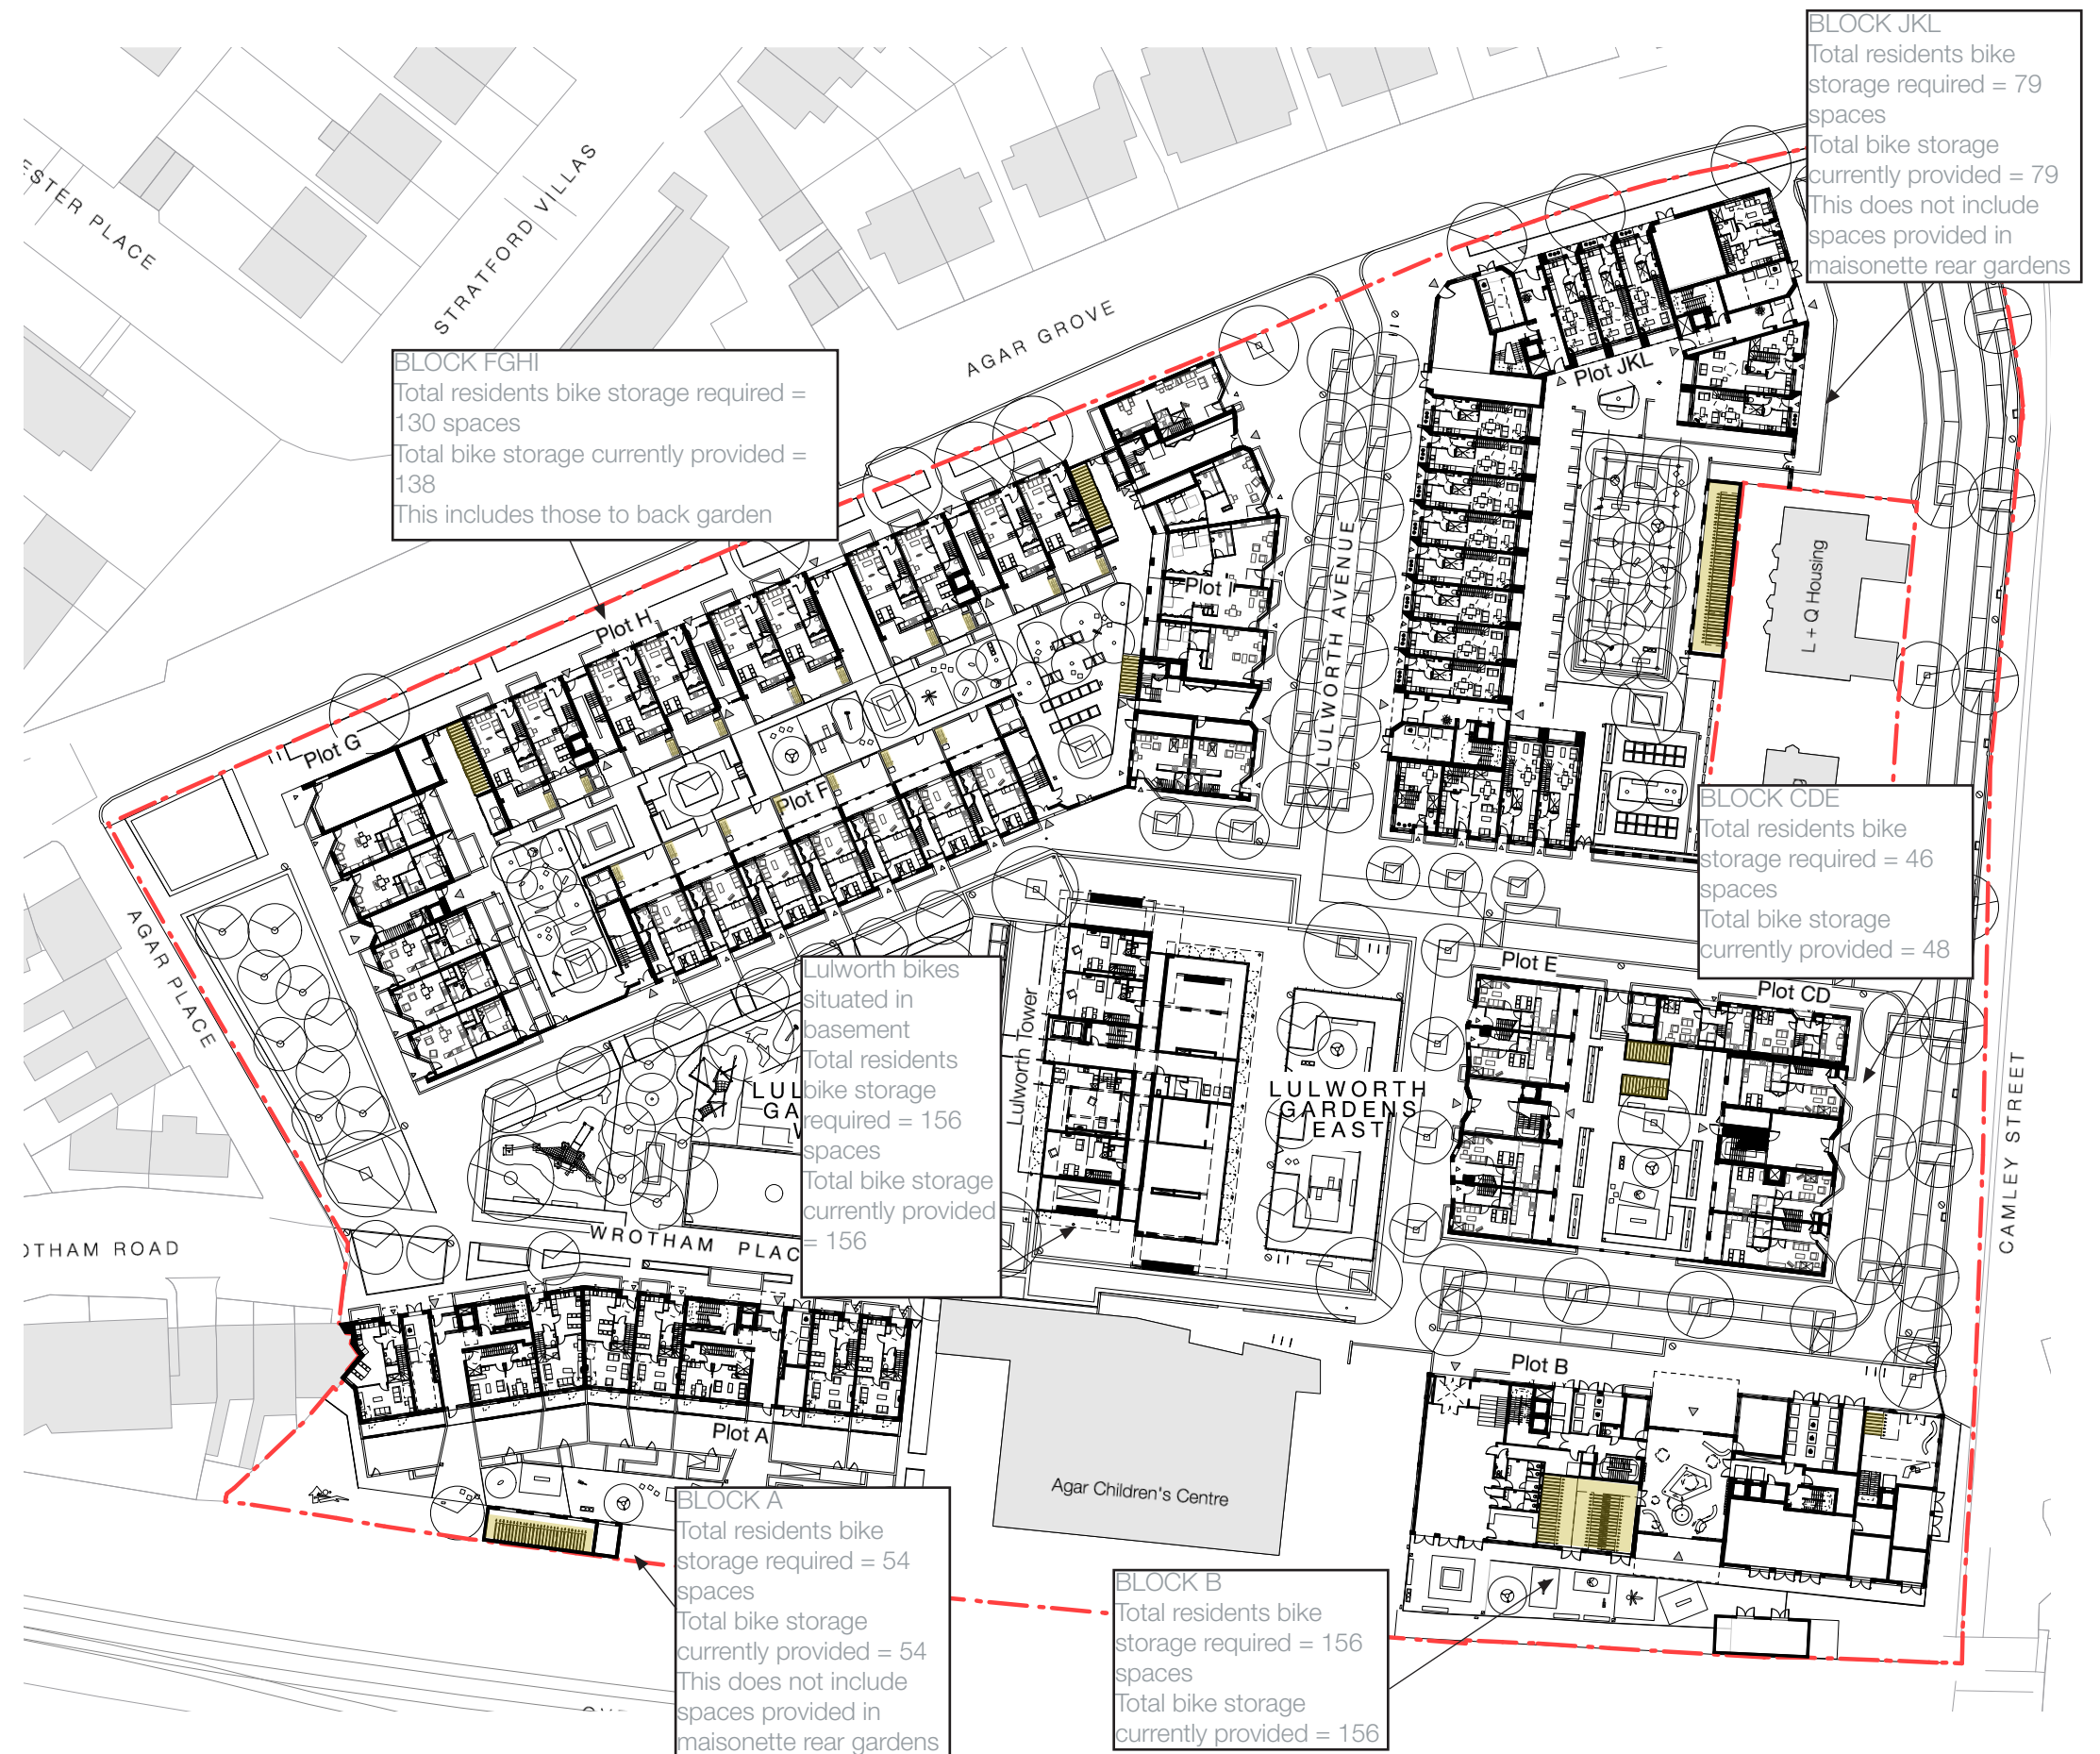 BLOCK JKL
Total residents bike
storage required = 79
spaces
Total bike storage
currently provided = 79
This does not include
spaces provided in
maisonette rear gardens
ESTER PLACE
STRATFORD VILLAS
AGAR GROVE
BLOCK FGHI
Total residents bike storage required =
130 spaces
Total bike storage currently provided =
138
This includes those to back garden
Plot JKL
L + Q Housing
LULWORTH AVENUE
Plot I
Plot H
Plot G
Plot F
g
BLOCK CDE
Total residents bike
storage required = 46
spaces
Total bike storage
currently provided = 48
AGAR PLACE
Plot E
Plot CD
Lulworth bikes
situated in
basement
Total residents
bike storage
required = 156
spaces
Total bike storage
currently provided
= 156
Lulworth Tower
LUL
GA
LULWORTH
GARDENS
EAST
CAMLEY STREET
OTHAM ROAD
WROTHAM PLAC
Plot B
Plot A
Agar Children's Centre
BLOCK A
Total residents bike
storage required = 54
spaces
Total bike storage
currently provided = 54
This does not include
spaces provided in
maisonette rear gardens
BLOCK B
Total residents bike
storage required = 156
spaces
Total bike storage
currently provided = 156